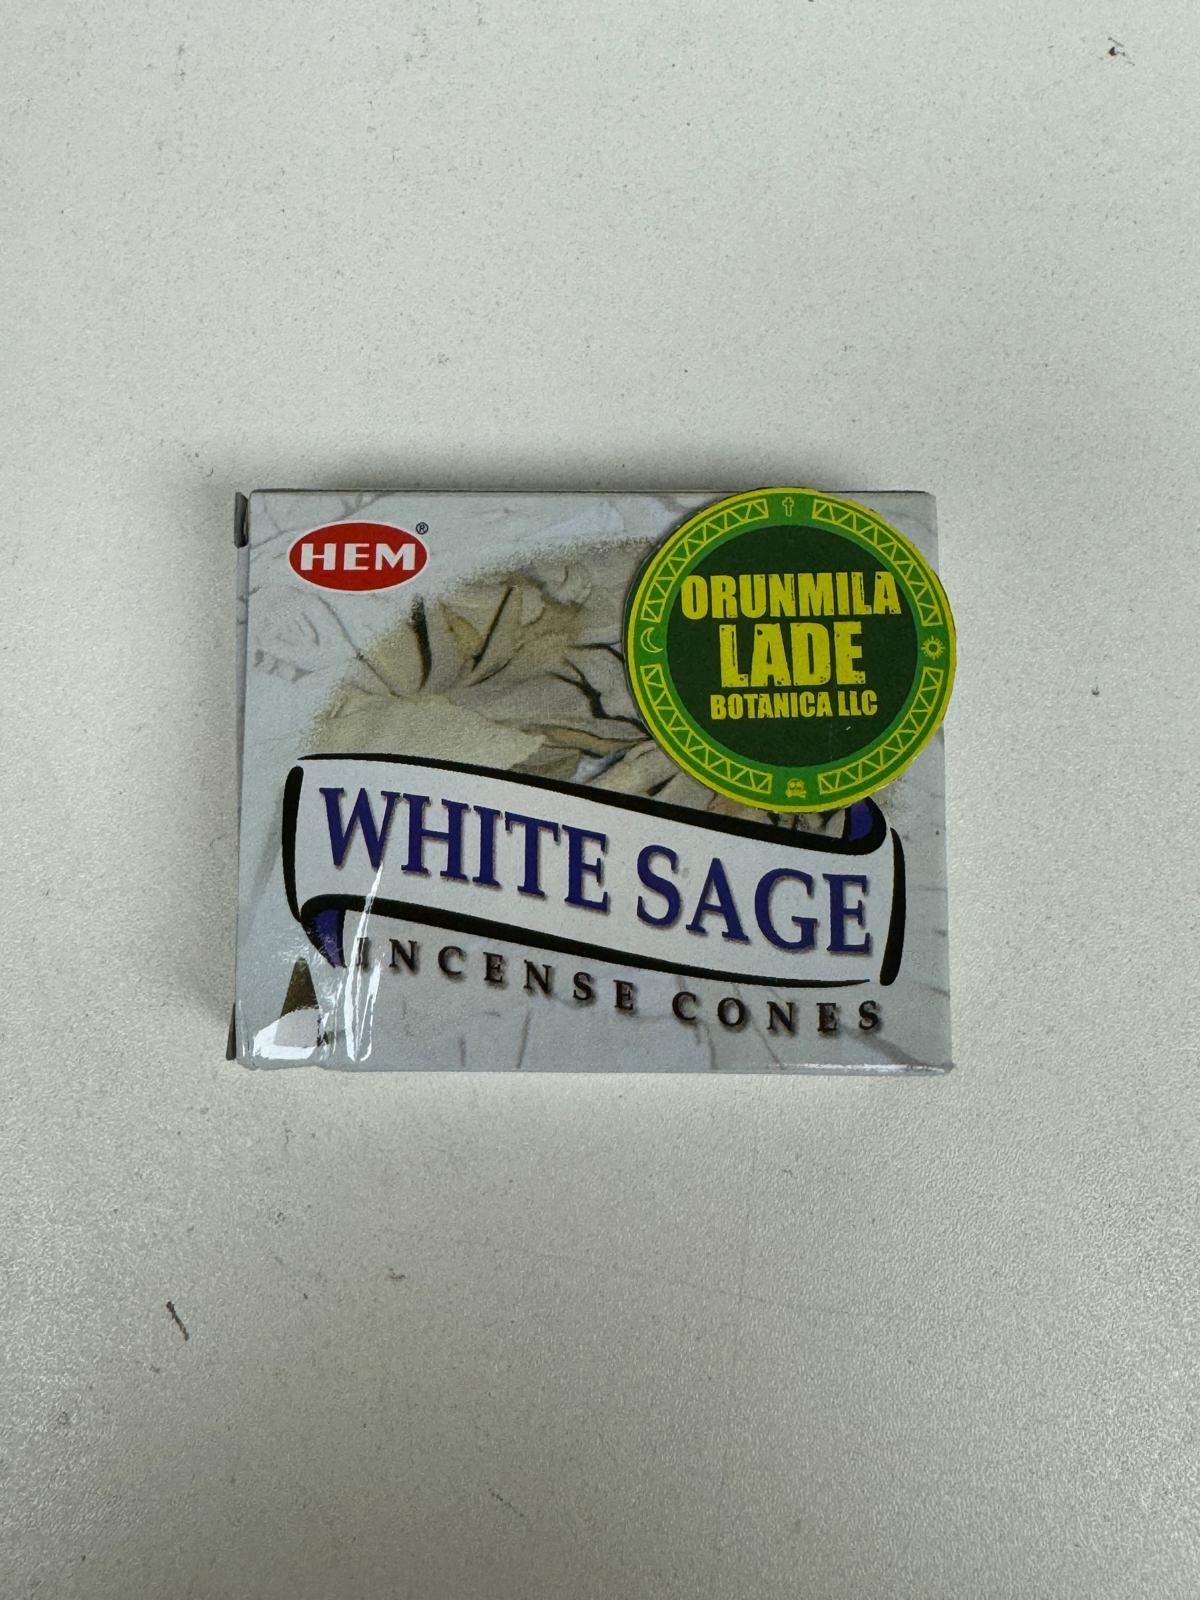 HEM®
ORUNMILA
LADE
BOTANICA LLC
WHITE SAGE
INCENSE CONES